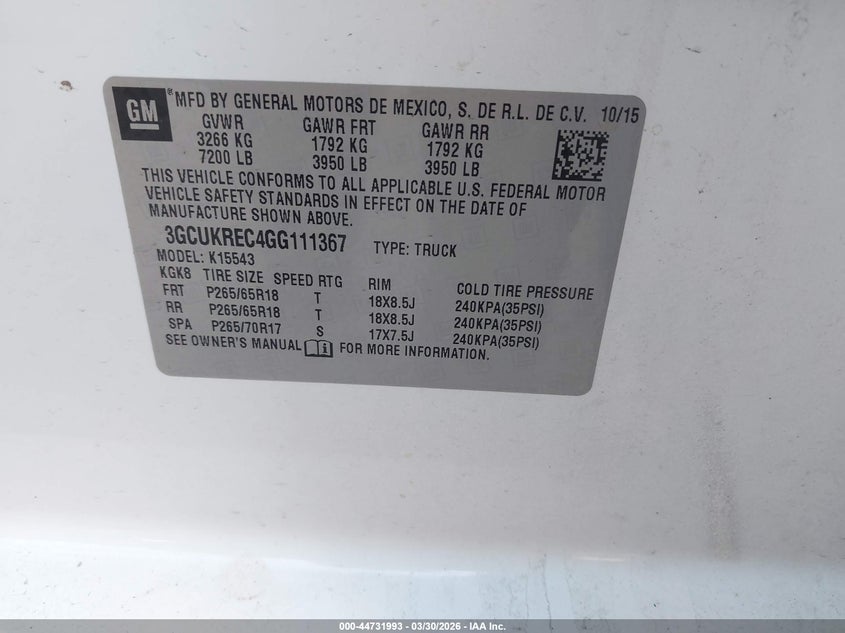 GM ® MFD BY GENERAL MOTORS DE MEXICO, S. DE R.L. DE C.V. 10/15
GVWR GAWR FRT GAWR RR
3266 KG 1792 KG 1792 KG
7200 LB 3950 LB 3950 LB
THIS VEHICLE CONFORMS TO ALL APPLICABLE U.S. FEDERAL MOTOR
VEHICLE SAFETY STANDARDS IN EFFECT ON THE DATE OF
MANUFACTURE SHOWN ABOVE.
3GCUKREC4GG111367 TYPE: TRUCK
MODEL: K15543
KGK8 TIRE SIZE SPEED RTG RIM COLD TIRE PRESSURE
FRT P265/65R18 T 18X8.5J 240KPA(35PSI)
RR P265/65R18 T 18X8.5J 240KPA(35PSI)
SPA P265/70R17 S 17X7.5J 240KPA(35PSI)
SEE OWNER'S MANUAL FOR MORE INFORMATION.
000-44731993 - 03/30/2026 - IAA Inc.